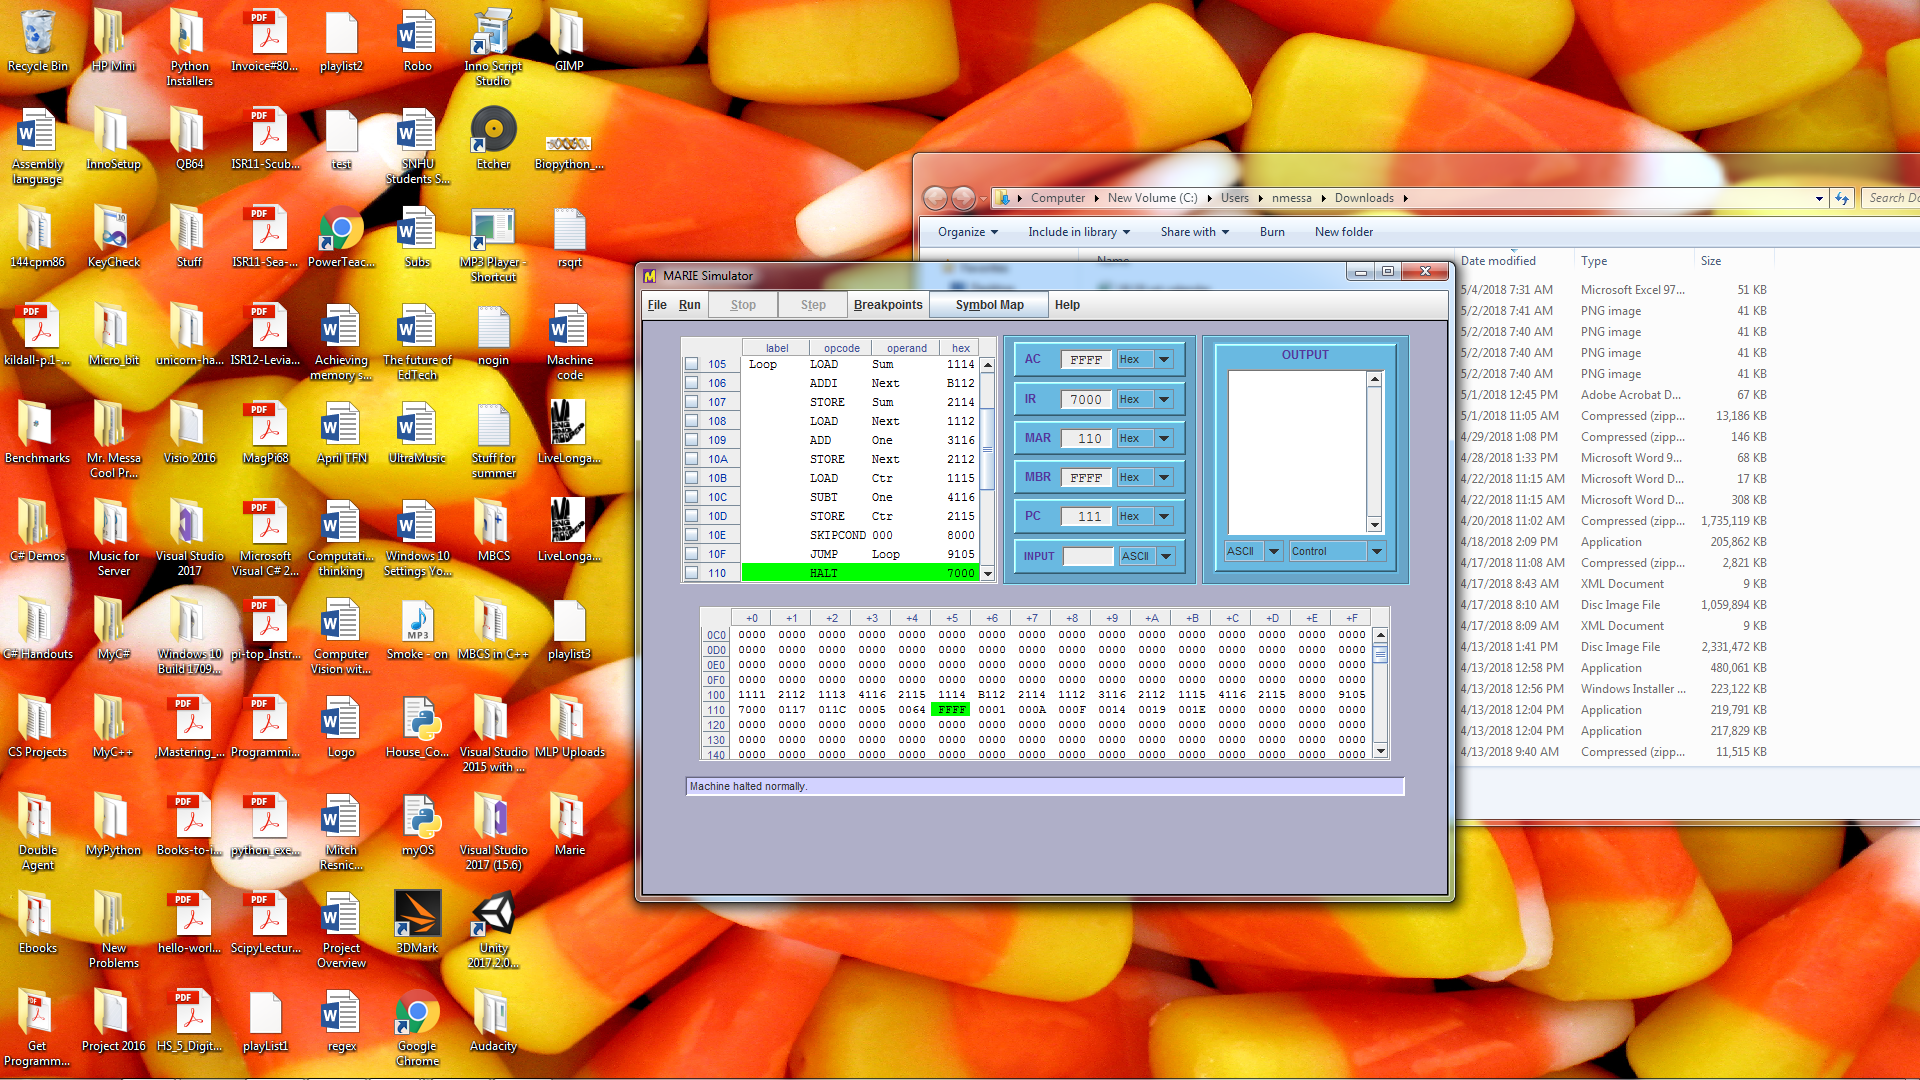 Recycle Bin
HP Mini
Python
Installers
Invoice#80...
playlist2
Robo
Inno Script
Studio
GIMP
Assembly
language
InnoSetup
QB64
ISR11-Scub...
test
SNHU
Students S...
Etcher
Biopython_...
144cpm86
KeyCheck
Stuff
ISR11-Sea-...
PowerTeac...
Subs
MP3 Player -
Shortcut
rsqrt
kildall-p.1-...
Micro_bit
unicorn-ha...
ISR12-Levia...
Achieving
memory s...
The future of
EdTech
nogin
Machine
code
Benchmarks
Mr. Messa
Cool Pr...
Visio 2016
MagPi68
April TFN
UltraMusic
Stuff for
summer
LiveLonga...
C# Demos
Music for
Server
Visual Studio
2017
Microsoft
Visual C# 2...
Computati...
thinking
Windows 10
Settings Yo...
MBCS
LiveLonga...
C# Handouts
MyC#
Windows 10
Build 1709...
pi-top_Instr...
Computer
Vision wit...
Smoke - on
MBCS in C++
playlist3
CS Projects
MyC++
,Mastering_...
Programmi...
Logo
House_Co...
Visual Studio
2015 with ...
MLP Uploads
Double
Agent
MyPython
Books-to-i...
python_exe...
Mitch
Resnic...
myOS
Visual Studio
2017 (15.6)
Marie
Ebooks
New
Problems
hello-worl...
ScipyLectur...
Project
Overview
3DMark
Unity
2017.2.0...
Get
Programm...
Project 2016
HS_5_Digit...
playList1
regex
Google
Chrome
Audacity
Computer New Volume (C:) Users nmessa Downloads
Organize Include in library Share with Burn New folder
Name Date modified Type Size
5/4/2018 7:31 AM Microsoft Excel 97... 51 KB
5/2/2018 7:41 AM PNG image 41 KB
5/2/2018 7:40 AM PNG image 41 KB
5/2/2018 7:40 AM PNG image 41 KB
5/2/2018 7:40 AM PNG image 41 KB
5/1/2018 12:45 PM Adobe Acrobat D... 67 KB
5/1/2018 11:05 AM Compressed (zipp... 13,186 KB
4/29/2018 1:08 PM Compressed (zipp... 146 KB
4/28/2018 1:33 PM Microsoft Word 9... 68 KB
4/22/2018 11:15 AM Microsoft Word D... 17 KB
4/22/2018 11:15 AM Microsoft Word D... 308 KB
4/20/2018 11:02 AM Compressed (zipp... 1,735,119 KB
4/18/2018 2:09 PM Application 205,862 KB
4/17/2018 11:08 AM Compressed (zipp... 2,821 KB
4/17/2018 8:43 AM XML Document 9 KB
4/17/2018 8:10 AM Disc Image File 1,059,894 KB
4/17/2018 8:09 AM XML Document 9 KB
4/13/2018 1:41 PM Disc Image File 2,331,472 KB
4/13/2018 12:58 PM Application 480,061 KB
4/13/2018 12:56 PM Windows Installer ... 223,122 KB
4/13/2018 12:04 PM Application 219,791 KB
4/13/2018 12:04 PM Application 217,829 KB
4/13/2018 9:40 AM Compressed (zipp... 11,515 KB
MARIE Simulator
File Run Stop Step Breakpoints Symbol Map Help
label opcode operand hex
105 Loop LOAD Sum 1114
106 ADDI Next B112
107 STORE Sum 2114
108 LOAD Next 1112
109 ADD One 3116
10A STORE Next 2112
10B LOAD Ctr 1115
10C SUBT One 4116
10D STORE Ctr 2115
10E SKIPCOND 000 8000
10F JUMP Loop 9105
110 HALT 7000
AC FFFF Hex
IR 7000 Hex
MAR 110 Hex
MBR FFFF Hex
PC 111 Hex
INPUT ASCII
OUTPUT
ASCII Control
+0 +1 +2 +3 +4 +5 +6 +7 +8 +9 +A +B +C +D +E +F
0C0 0000 0000 0000 0000 0000 0000 0000 0000 0000 0000 0000 0000 0000 0000 0000 0000
0D0 0000 0000 0000 0000 0000 0000 0000 0000 0000 0000 0000 0000 0000 0000 0000 0000
0E0 0000 0000 0000 0000 0000 0000 0000 0000 0000 0000 0000 0000 0000 0000 0000 0000
0F0 0000 0000 0000 0000 0000 0000 0000 0000 0000 0000 0000 0000 0000 0000 0000 0000
100 1111 2112 1113 4116 2115 1114 B112 2114 1112 3116 2112 1115 4116 2115 8000 9105
110 7000 0117 011C 0005 0064 FFFF 0001 000A 000F 0014 0019 001E 0000 0000 0000 0000
120 0000 0000 0000 0000 0000 0000 0000 0000 0000 0000 0000 0000 0000 0000 0000 0000
130 0000 0000 0000 0000 0000 0000 0000 0000 0000 0000 0000 0000 0000 0000 0000 0000
140 0000 0000 0000 0000 0000 0000 0000 0000 0000 0000 0000 0000 0000 0000 0000 0000
Machine halted normally.